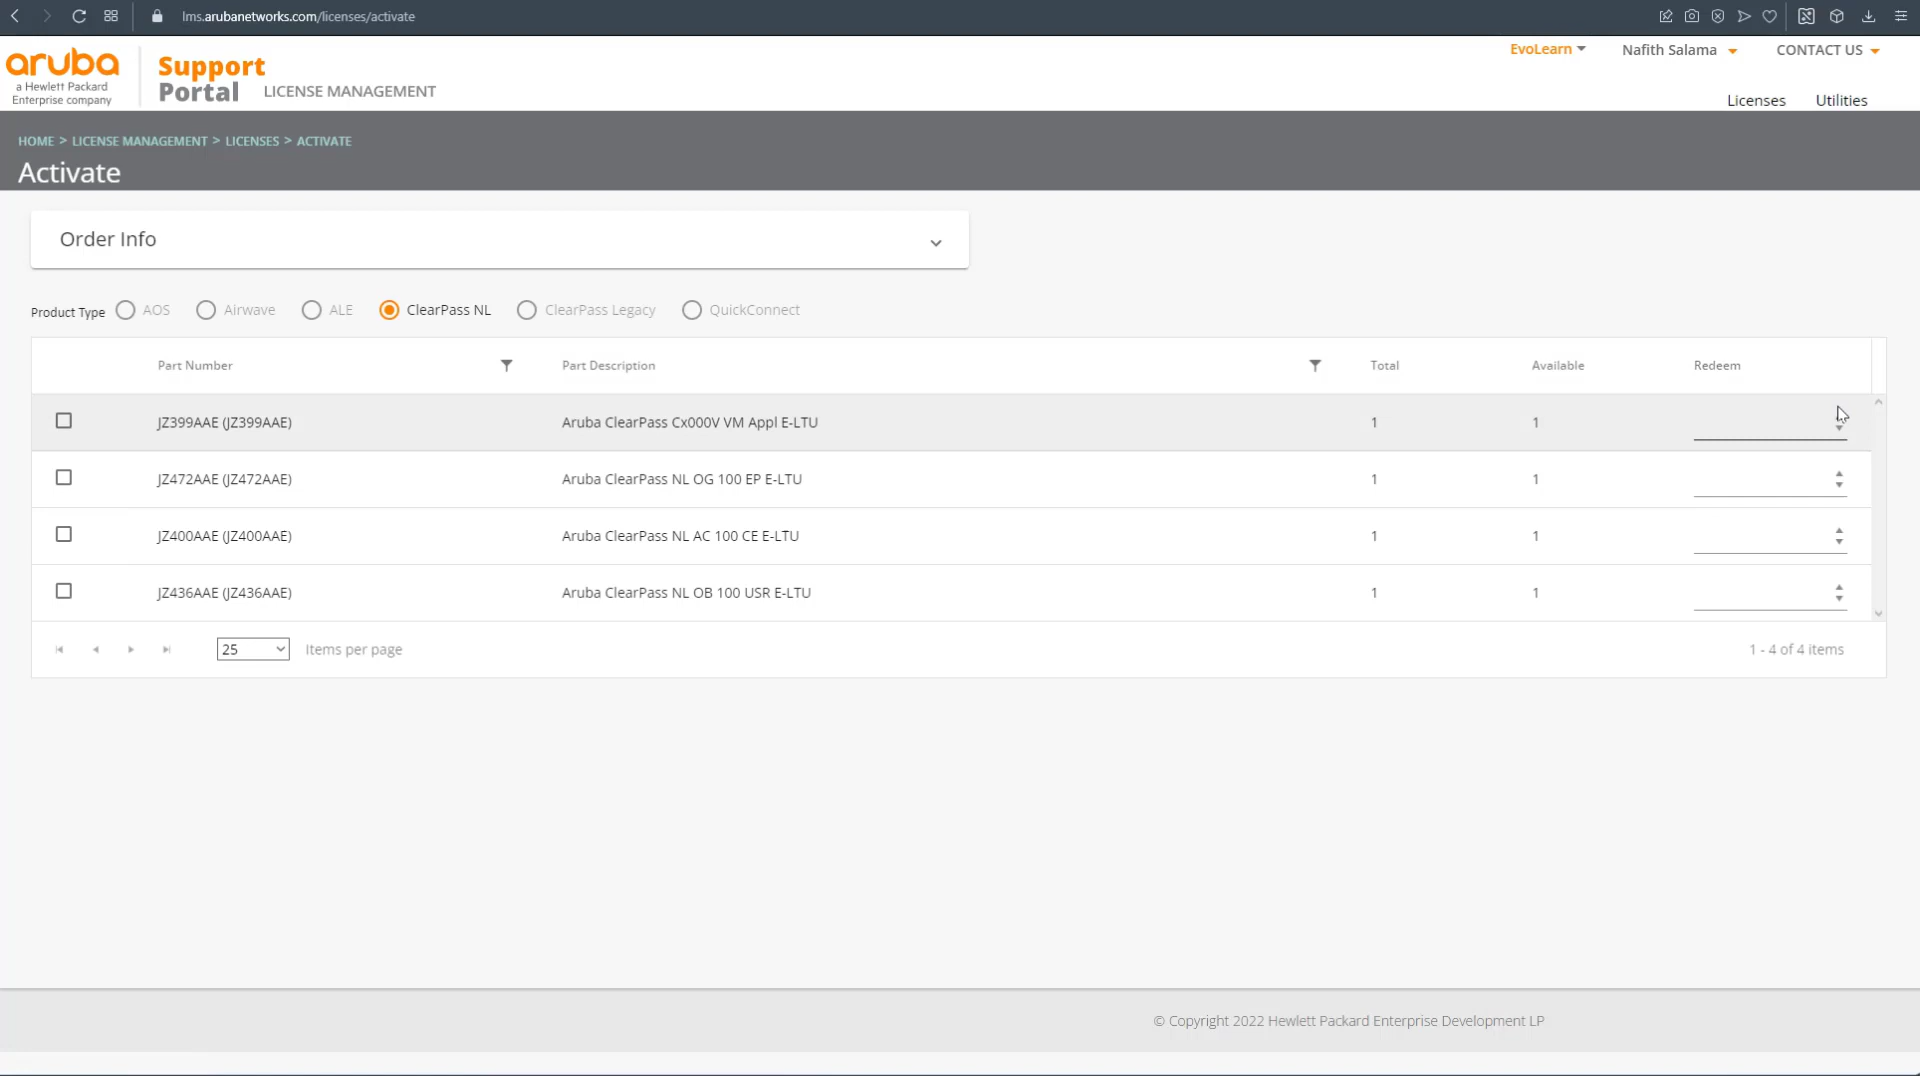 lms.arubanetworks.com/licenses/activate
aruba
a Hewlett Packard
Enterprise company
Support
Portal
LICENSE MANAGEMENT
EvoLearn
Nafith Salama
CONTACT US
Licenses
Utilities
HOME > LICENSE MANAGEMENT > LICENSES > ACTIVATE
Activate
Order Info
Product Type AOS Airwave ALE ClearPass NL ClearPass Legacy QuickConnect
Part Number Part Description Total Available Redeem
JZ399AAE (JZ399AAE) Aruba ClearPass Cx000V VM Appl E-LTU 1 1
JZ472AAE (JZ472AAE) Aruba ClearPass NL OG 100 EP E-LTU 1 1
JZ400AAE (JZ400AAE) Aruba ClearPass NL AC 100 CE E-LTU 1 1
JZ436AAE (JZ436AAE) Aruba ClearPass NL OB 100 USR E-LTU 1 1
25 Items per page 1 - 4 of 4 items
© Copyright 2022 Hewlett Packard Enterprise Development LP